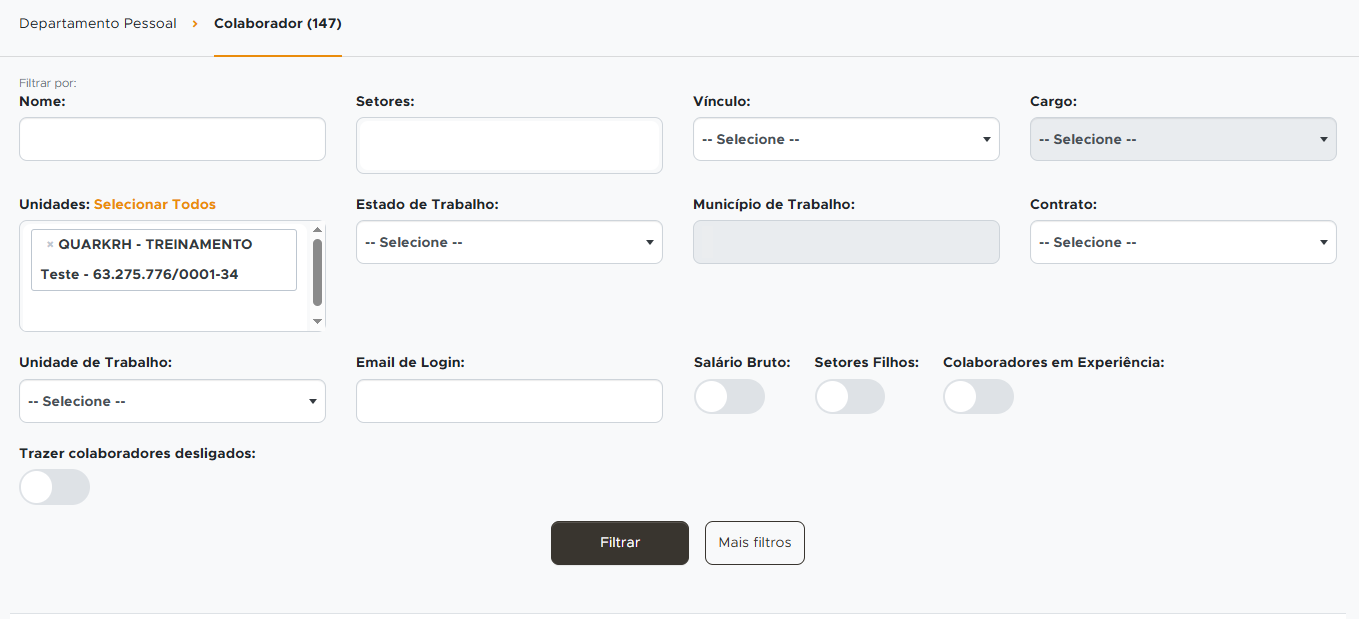 Departamento Pessoal › Colaborador (147)
Filtrar por:
Nome: Setores: Vínculo: Cargo:
-- Selecione -- -- Selecione --
Unidades: Selecionar Todos Estado de Trabalho: Município de Trabalho: Contrato:
× QUARKRH - TREINAMENTO -- Selecione -- -- Selecione --
Teste - 63.275.776/0001-34
Unidade de Trabalho: Email de Login: Salário Bruto: Setores Filhos: Colaboradores em Experiência:
-- Selecione --
Trazer colaboradores desligados:
Filtrar Mais filtros